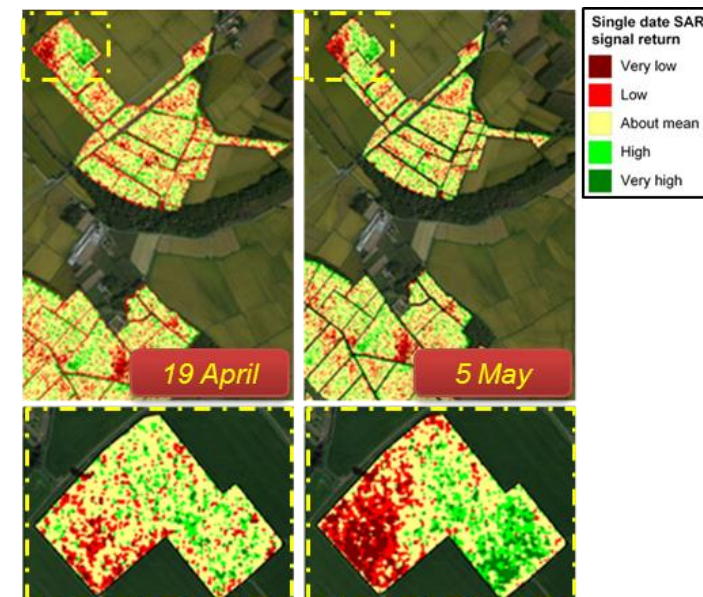 Single date SAR
signal return
Very low
Low
About mean
High
Very high
19 April
5 May